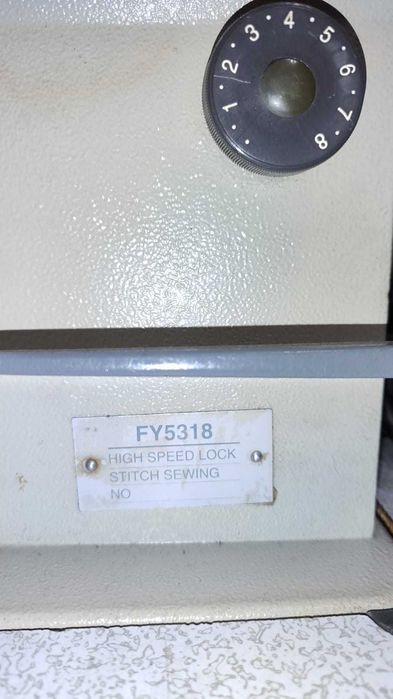 1 2 3 4 5 6 7 8
FY5318
HIGH SPEED LOCK
STITCH SEWING
NO